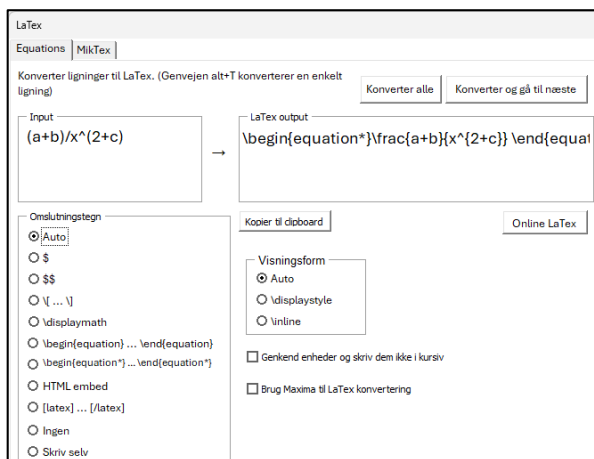 LaTex
Equations MikTex
Konverter ligninger til LaTex. (Genvejen alt+T konverterer en enkelt
ligning)
Konverter alle
Konverter og gå til næste
Input
(a+b)/x^(2+c)
→
LaTex output
\begin{equation*}\frac{a+b}{x^{2+c}} \end{equat
Omslutningstegn
Auto
$
$$
\[ ... \]
\displaymath
\begin{equation} ... \end{equation}
\begin{equation*} ... \end{equation*}
HTML embed
[latex] ... [/latex]
Ingen
Skriv selv
Kopier til clipboard
Online LaTex
Visningsform
Auto
\displaystyle
\inline
Genkend enheder og skriv dem ikke i kursiv
Brug Maxima til LaTex konvertering